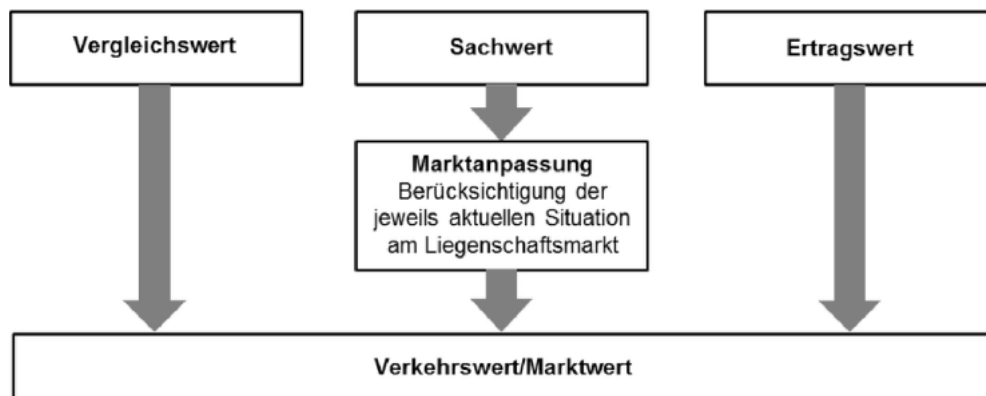 Vergleichswert
Sachwert
Ertragswert
Marktanpassung
Berücksichtigung der
jeweils aktuellen Situation
am Liegenschaftsmarkt
Verkehrswert/Marktwert